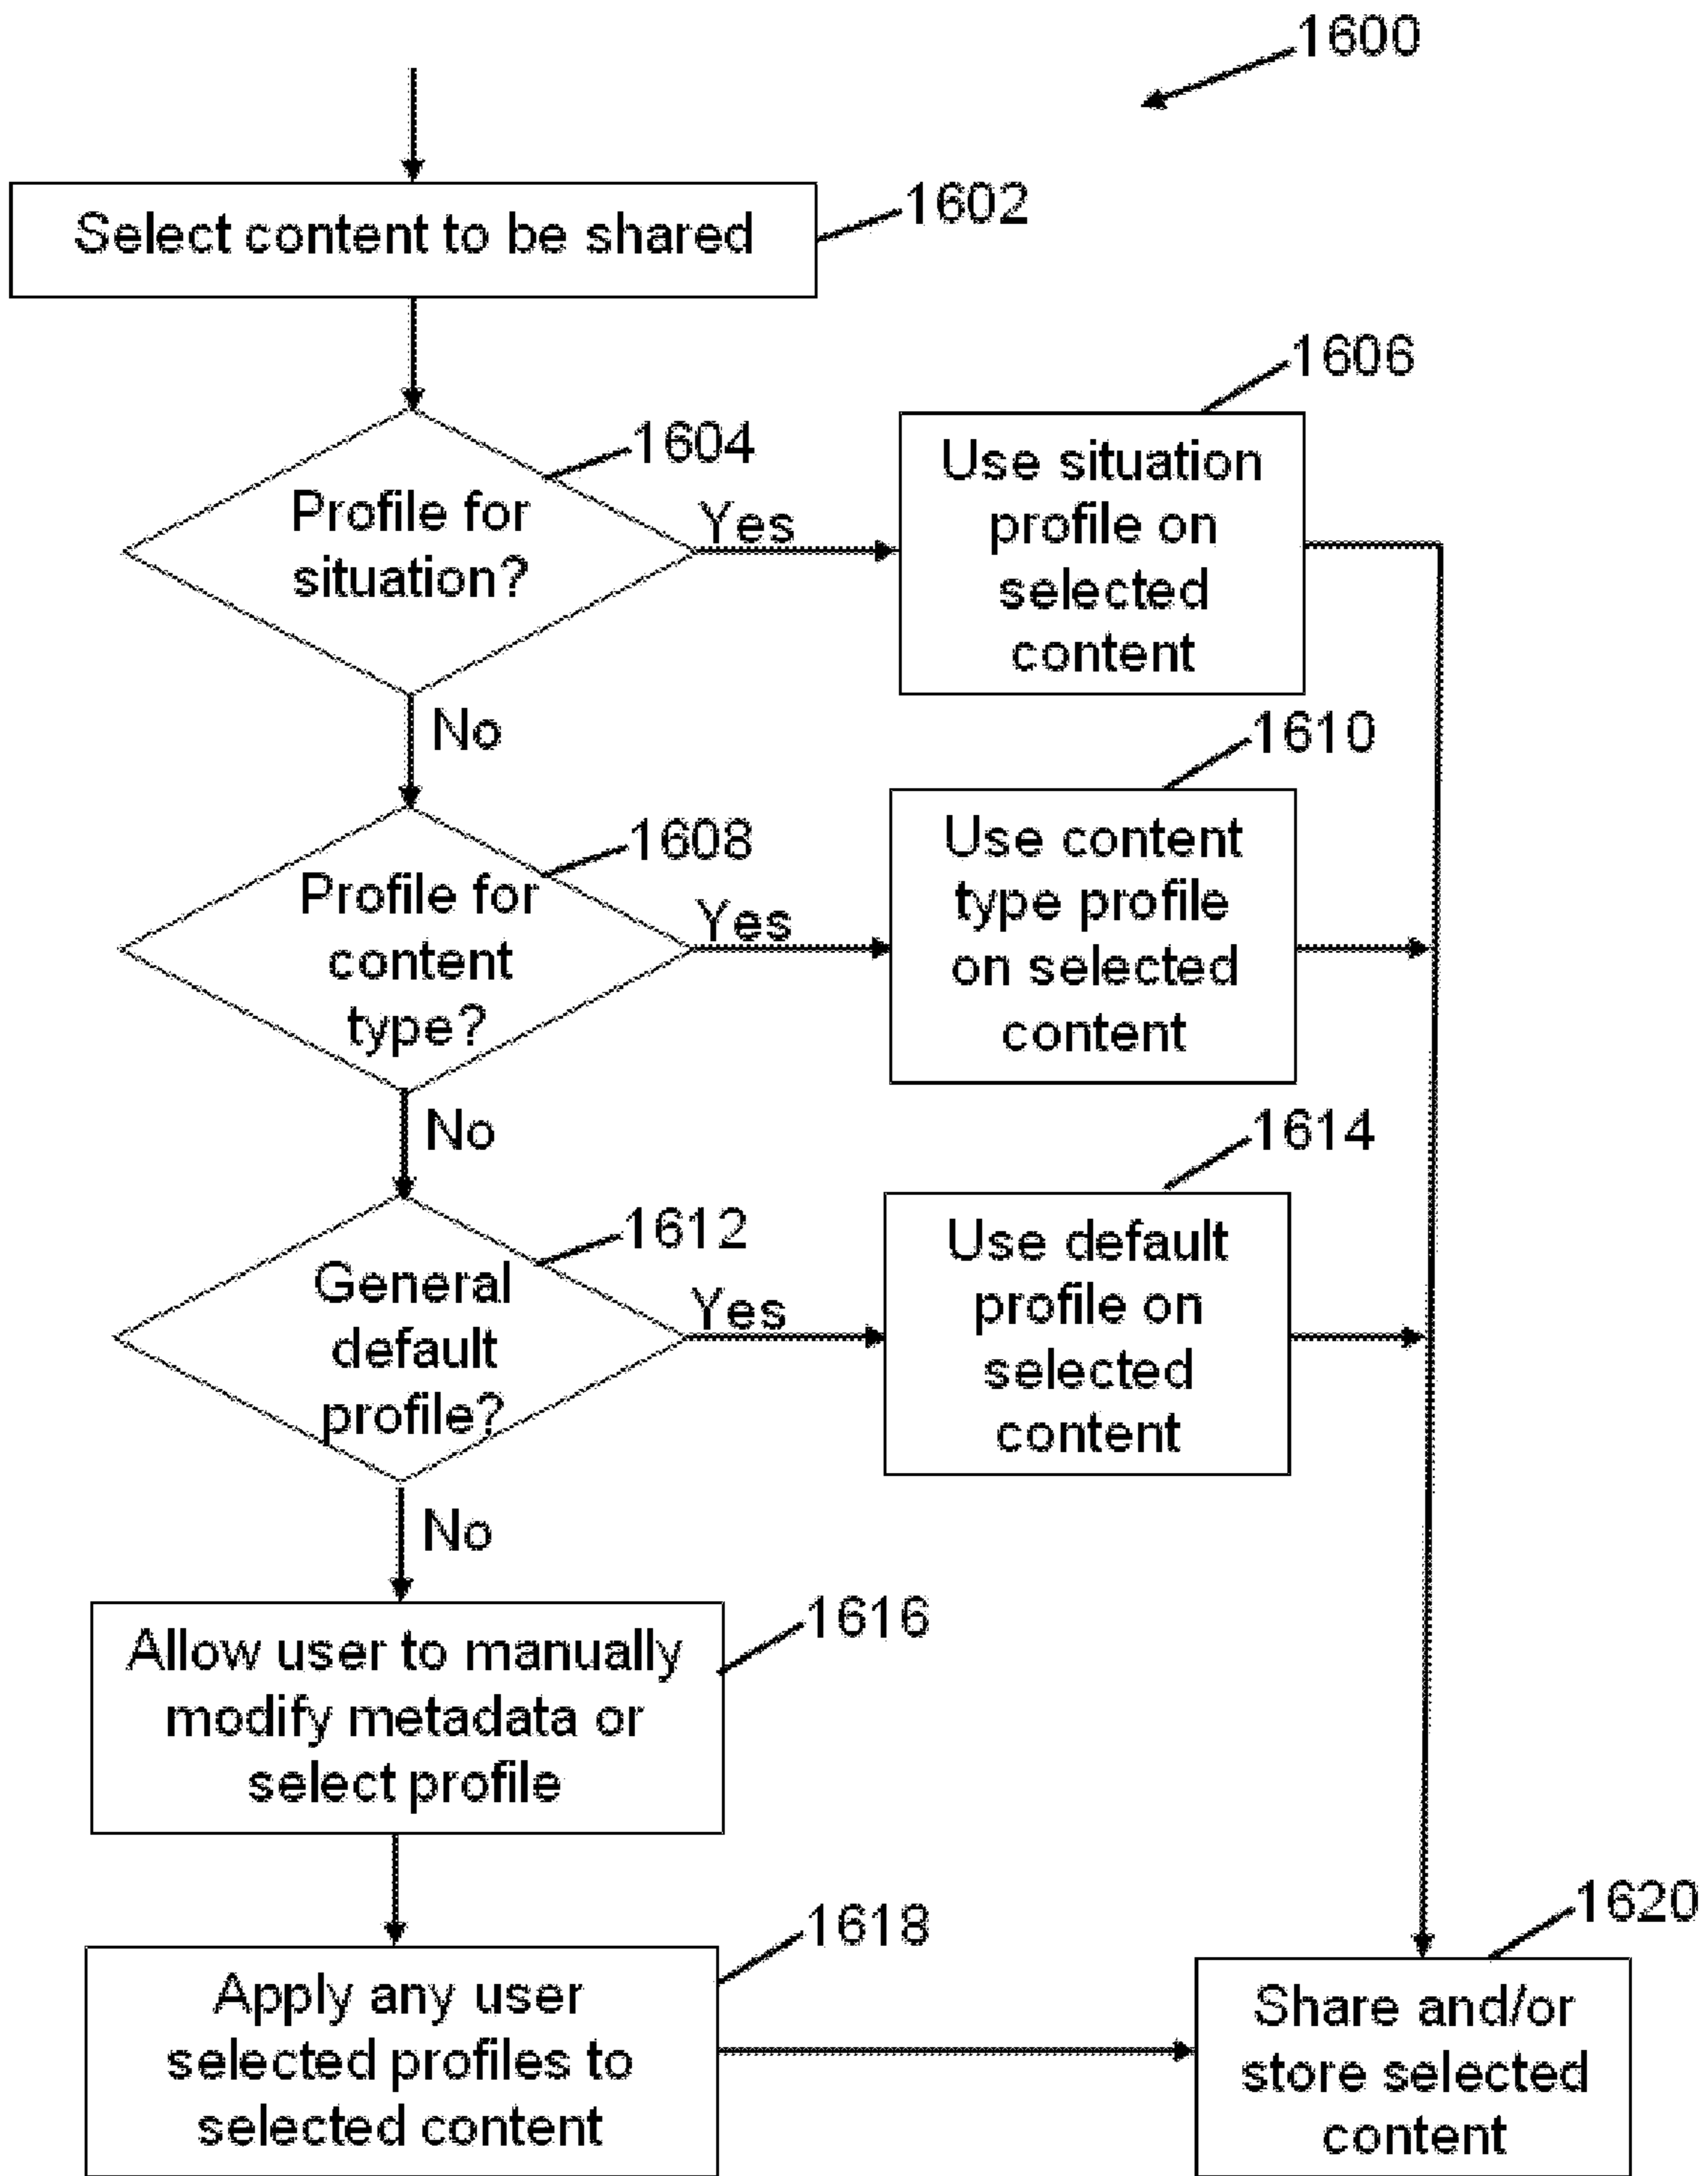 1600
Select content to be shared
1602
1604
Profile for
situation?
Yes
No
1606
Use situation
profile on
selected
content
1608
Profile for
content
type?
Yes
No
1610
Use content
type profile
on selected
content
1612
General
default
profile?
Yes
No
1614
Use default
profile on
selected
content
1616
Allow user to manually
modify metadata or
select profile
1618
Apply any user
selected profiles to
selected content
1620
Share and/or
store selected
content